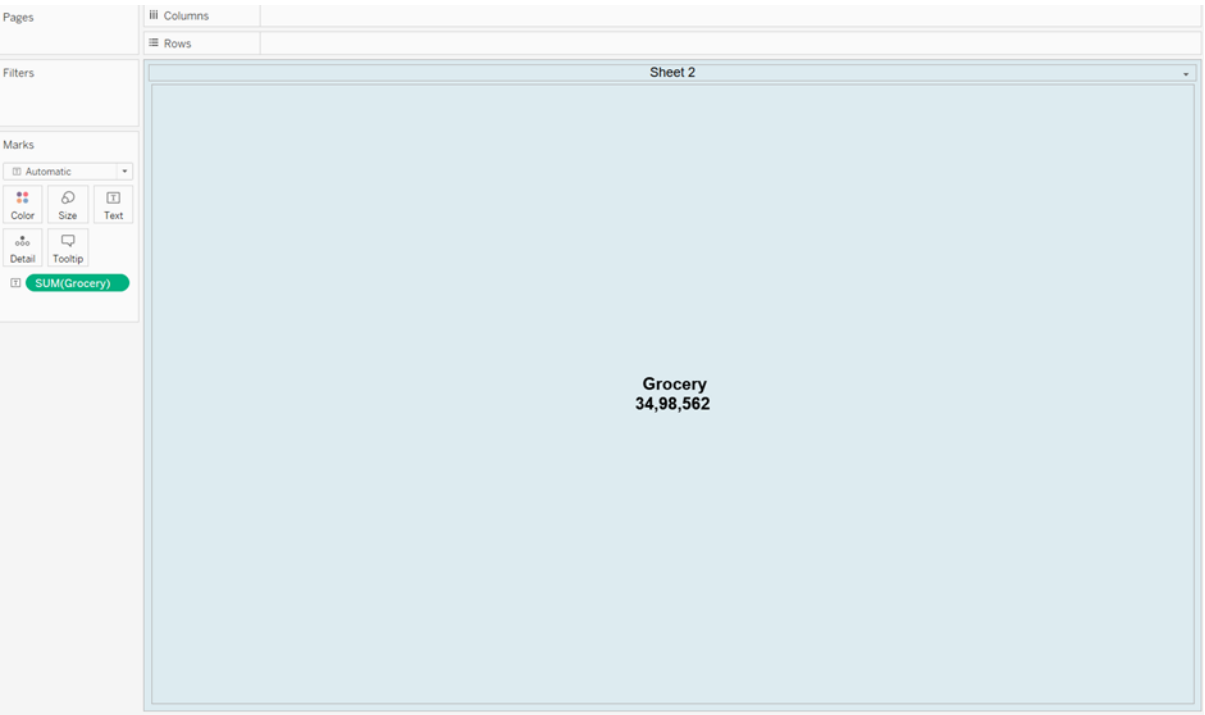 Pages
Columns
Rows
Filters
Sheet 2
Marks
Automatic
Color Size Text
Detail Tooltip
SUM(Grocery)
Grocery
34,98,562